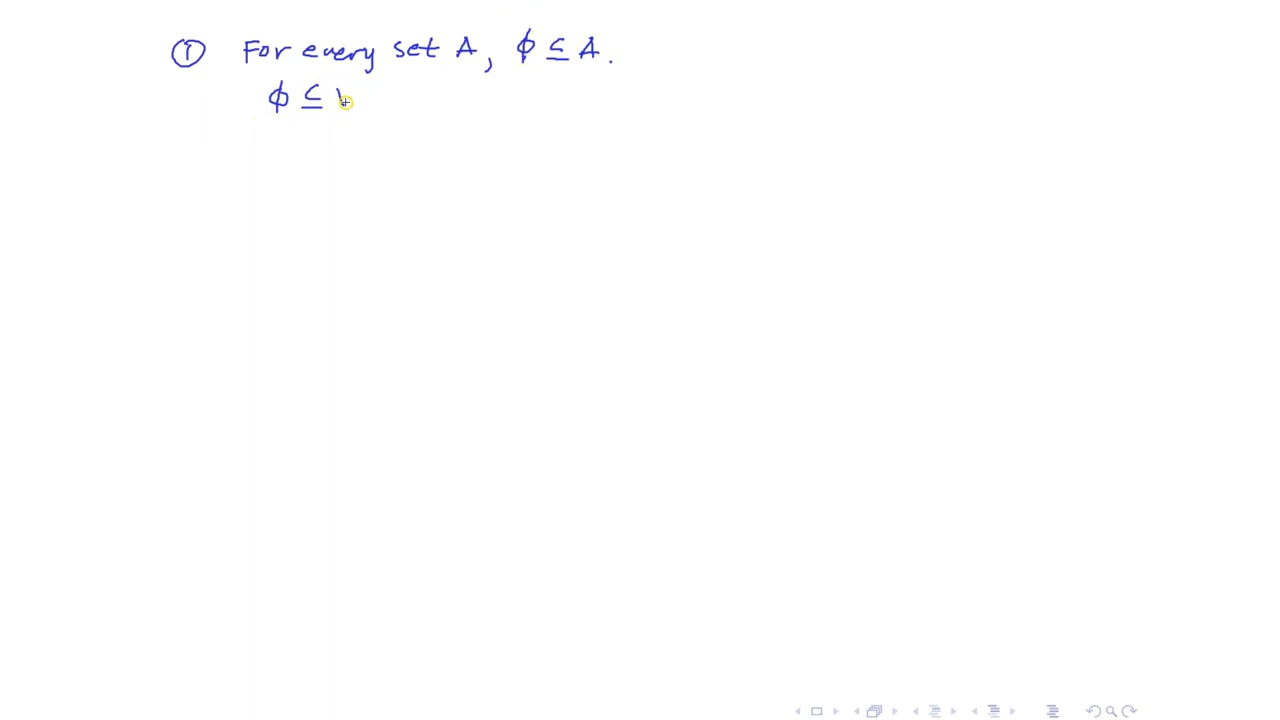 ① For every set A, ϕ ⊆ A.
ϕ ⊆